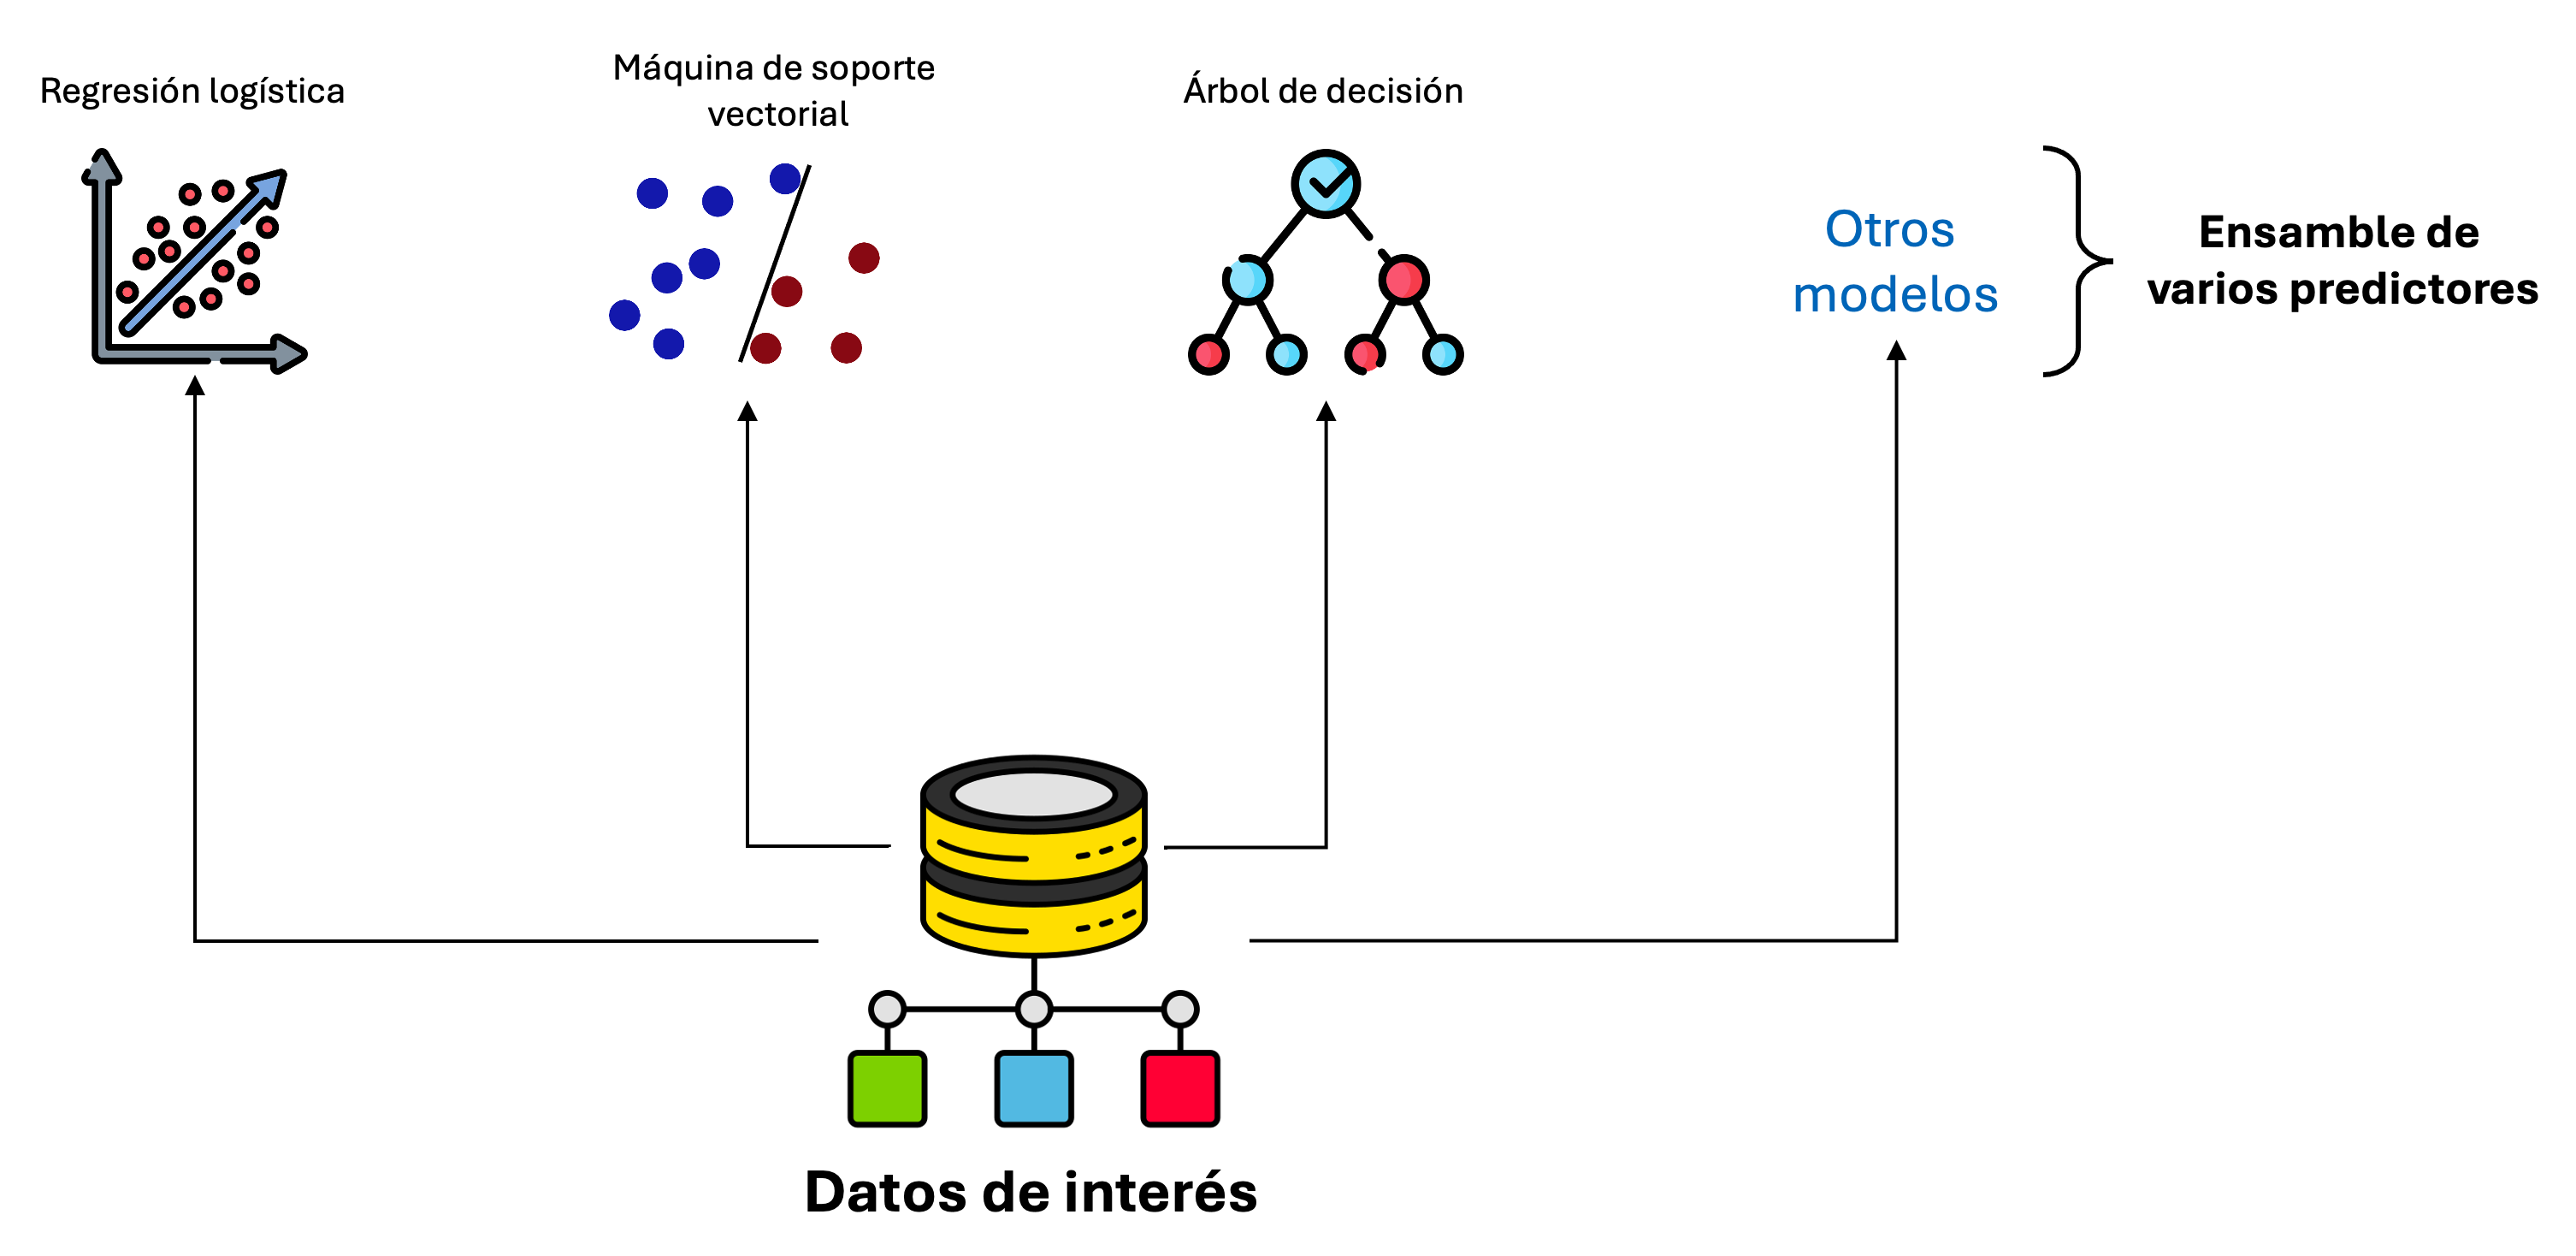 Regresión logística
Máquina de soporte
vectorial
Árbol de decisión
Otros
modelos
Ensamble de
varios predictores
Datos de interés